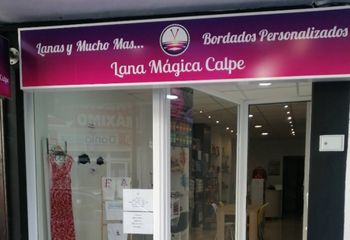 Lanas y Mucho Mas...
Bordados Personalizados
Lana Mágica Calpe